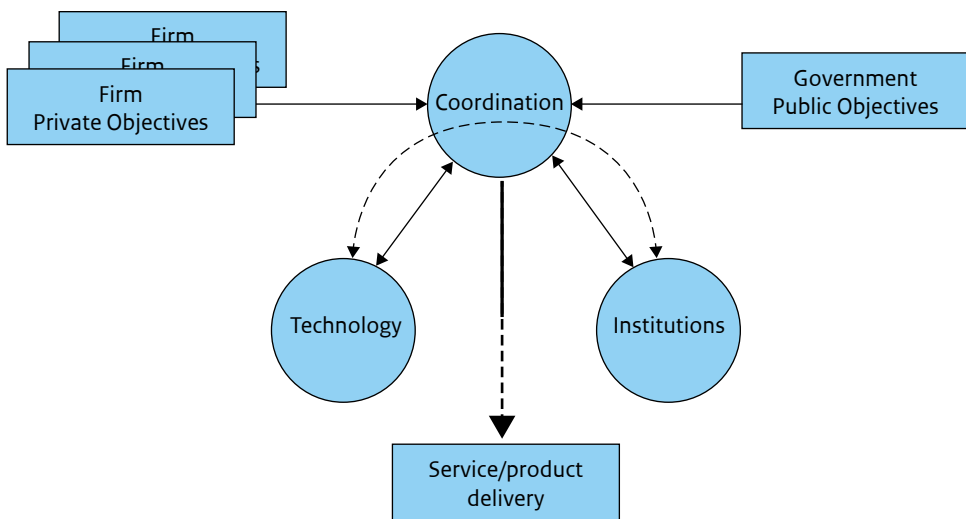 Firm
Firm
Firm
Private Objectives
Coordination
Government
Public Objectives
Technology
Institutions
Service/product
delivery